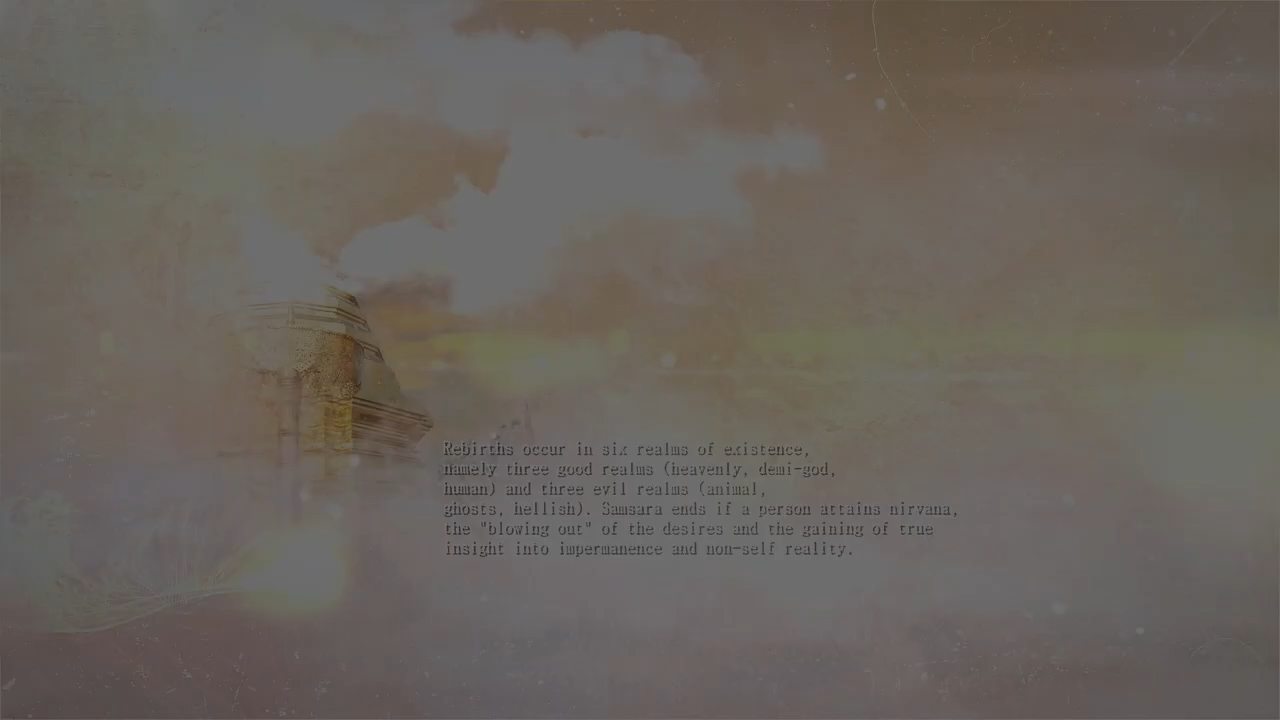 Rebirths occur in six realms of existence,
namely three good realms (heavenly, demi-god,
human) and three evil realms (animal,
ghosts, hellish). Samsara ends if a person attains nirvana,
the "blowing out" of the desires and the gaining of true
insight into impermanence and non-self reality.